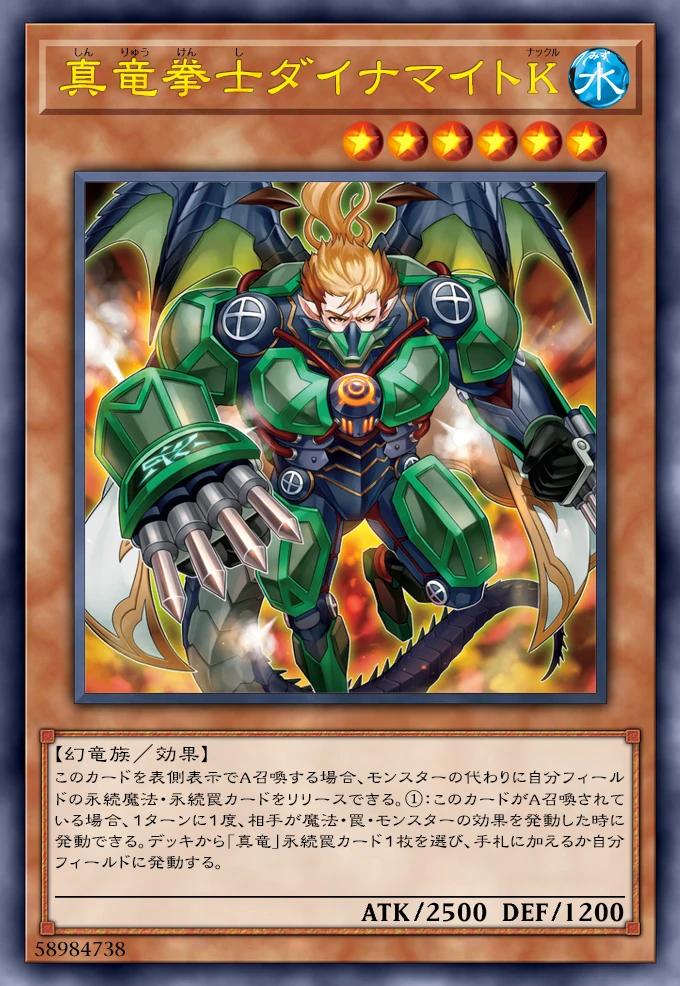 しん りゅう けん し ナックル
真竜拳士ダイナマイトK
みず
水
【幻竜族／効果】
このカードを表側表示でA召喚する場合、モンスターの代わりに自分フィール
ドの永続魔法・永続罠カードをリリースできる。①：このカードがA召喚されて
いる場合、1ターンに1度、相手が魔法・罠・モンスターの効果を発動した時に
発動できる。デッキから「真竜」永続罠カード1枚を選び、手札に加えるか自分
フィールドに発動する。
ATK/2500 DEF/1200
58984738